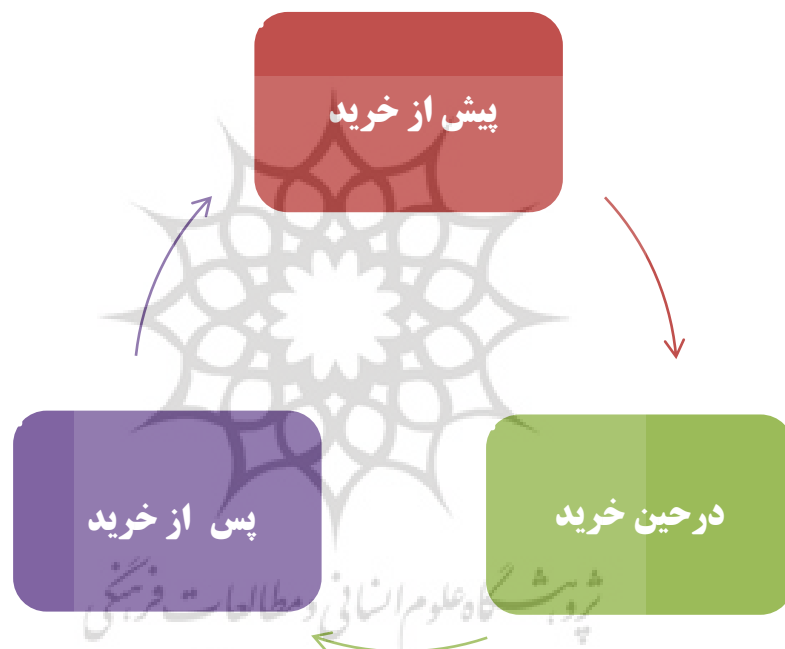 پیش از خرید
درحین خرید
پس از خرید
پژوهشگاه علوم انسانی و مطالعات فرهنگی